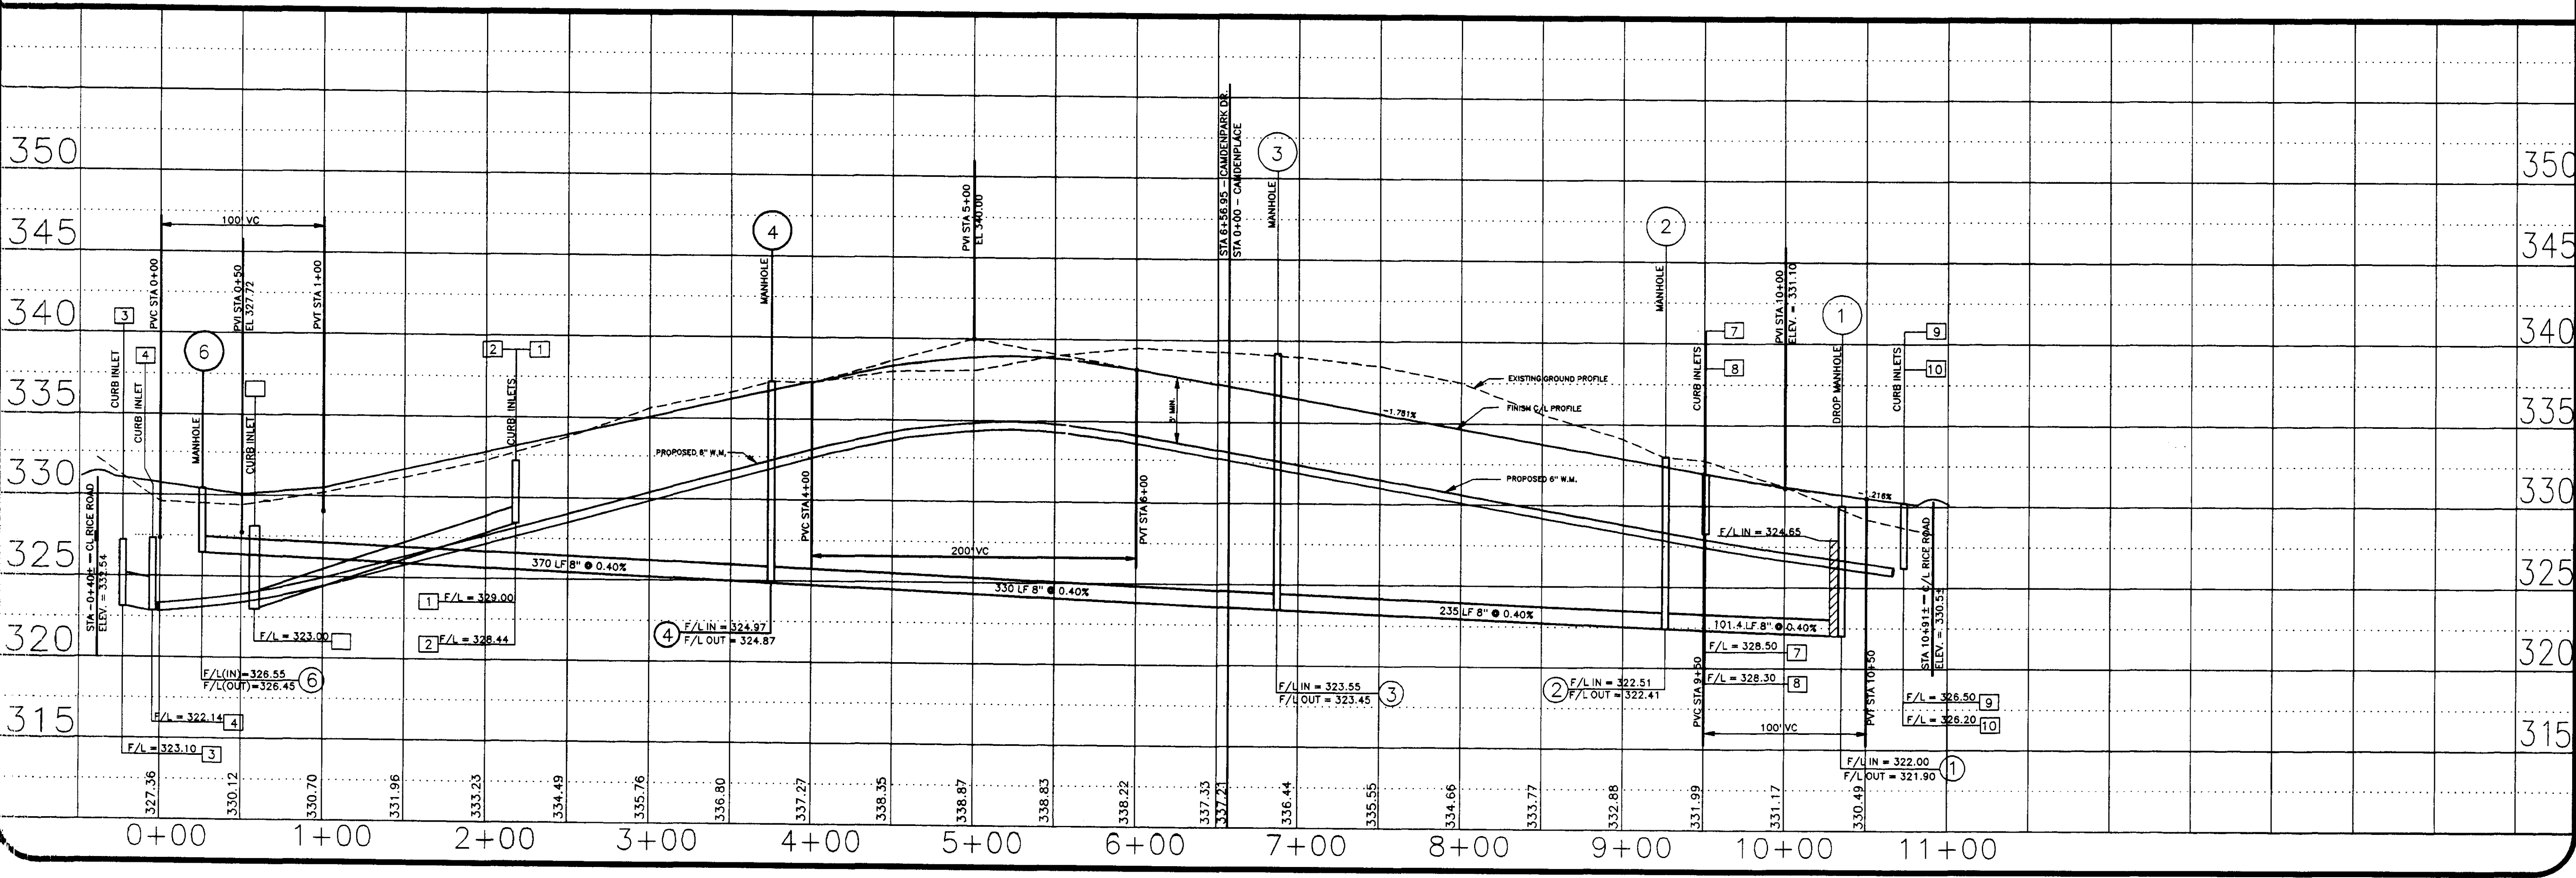 350
345
340
335
330
325
320
315
350
345
340
335
330
325
320
315
100' VC
PVC STA 0+00
PVI STA 0+50
EL 327.72
PVT STA 1+00
3
CURB INLET
4
CURB INLET
6
MANHOLE
CURB INLET
2
1
CURB INLETS
4
MANHOLE
PVI STA 5+00
EL 340.00
STA 6+56.95 - CAMDENPARK DR.
STA 0+00 - CAMDENPLACE
3
MANHOLE
2
MANHOLE
7
8
CURB INLETS
PVI STA 10+00
ELEV. = 331.10
1
DROP MANHOLE
9
10
CURB INLETS
EXISTING GROUND PROFILE
FINISH C/L PROFILE
-1.781%
5' MIN.
PROPOSED 6" W.M.
-1.216%
STA -0+40± - CL RICE ROAD
ELEV. = 332.54
PROPOSED 8" W.M.
PVC STA 4+00
200' VC
PVT STA 6+00
F/L IN = 324.65
STA 10+91± - C/L RICE ROAD
ELEV. = 330.5±
370 LF 8" @ 0.40%
330 LF 8" @ 0.40%
235 LF 8" @ 0.40%
101.4 LF 8" @ 0.40%
1 F/L = 329.00
2 F/L = 328.44
F/L = 323.00
4 F/L IN = 324.97
F/L OUT = 324.87
F/L(IN)=326.55
F/L(OUT)=326.45 6
F/L = 322.14 4
F/L = 323.10 3
F/L IN = 323.55
F/L OUT = 323.45 3
2 F/L IN = 322.51
F/L OUT = 322.41
F/L = 328.50 7
F/L = 328.30 8
PVC STA 9+50
PVT STA 10+50
100' VC
F/L = 326.50 9
F/L = 326.20 10
F/L IN = 322.00
F/L OUT = 321.90 1
327.36
330.12
330.70
331.96
333.23
334.49
335.76
336.80
337.27
338.35
338.87
338.83
338.22
337.33
337.21
336.44
335.55
334.66
333.77
332.88
331.99
331.17
330.49
0+00
1+00
2+00
3+00
4+00
5+00
6+00
7+00
8+00
9+00
10+00
11+00